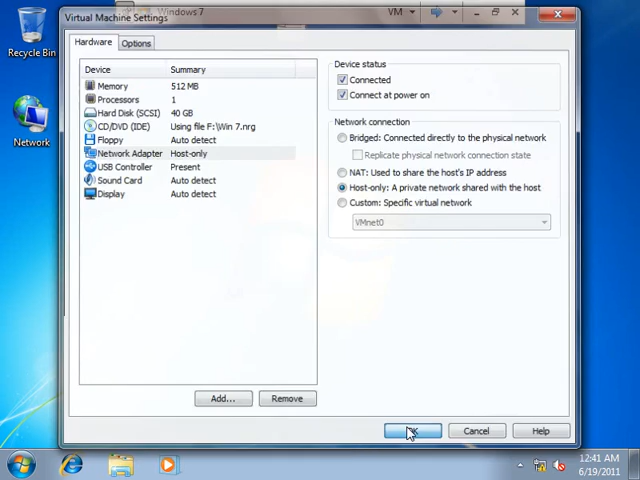 Virtual Machine Settings
Windows 7
VM
Recycle Bin
Network
Hardware
Options
Device Summary
Memory 512 MB
Processors 1
Hard Disk (SCSI) 40 GB
CD/DVD (IDE) Using file F:\Win 7.nrg
Floppy Auto detect
Network Adapter Host-only
USB Controller Present
Sound Card Auto detect
Display Auto detect
Device status
Connected
Connect at power on
Network connection
Bridged: Connected directly to the physical network
Replicate physical network connection state
NAT: Used to share the host's IP address
Host-only: A private network shared with the host
Custom: Specific virtual network
VMnet0
Add... Remove
Cancel Help
12:41 AM
6/19/2011